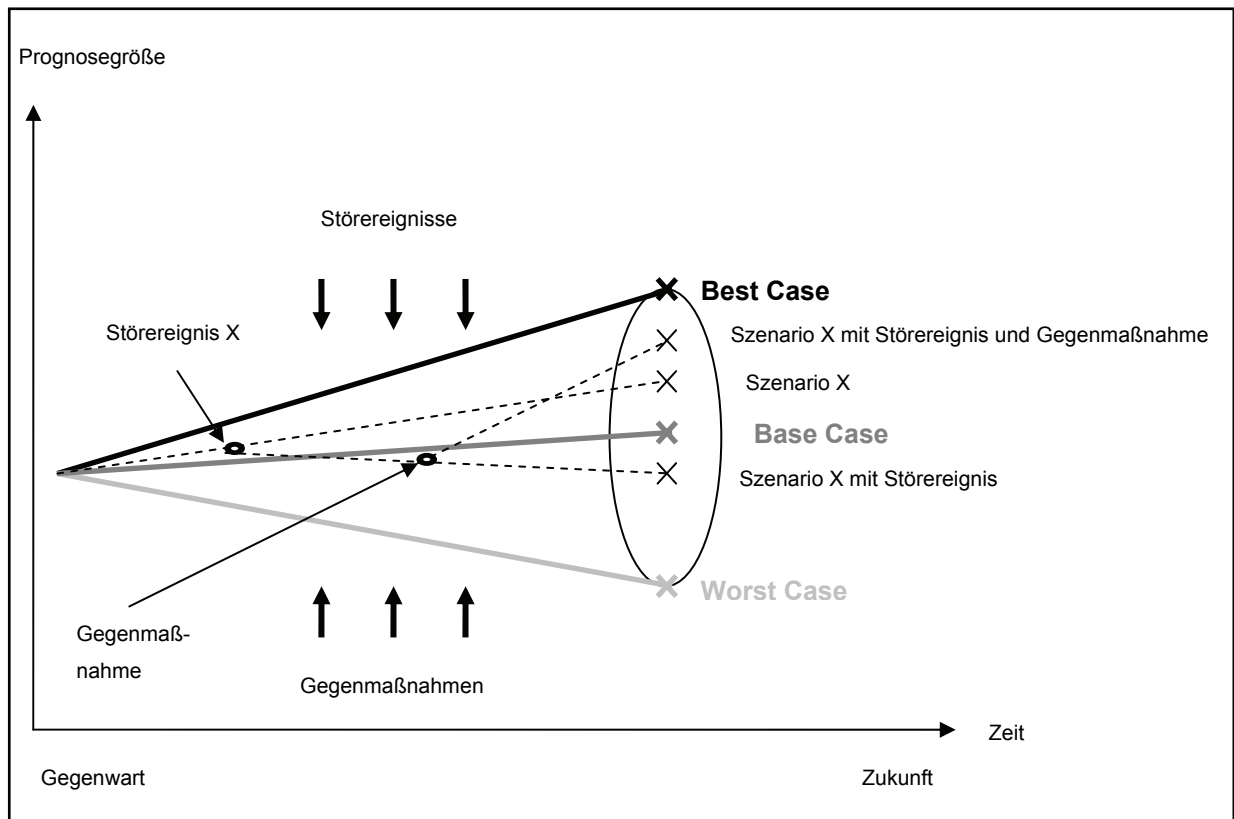 Prognosegröße
Störereignisse
Best Case
Störereignis X
Szenario X mit Störereignis und Gegenmaßnahme
Szenario X
Base Case
Szenario X mit Störereignis
Worst Case
Gegenmaß-
nahme
Gegenmaßnahmen
Zeit
Gegenwart
Zukunft